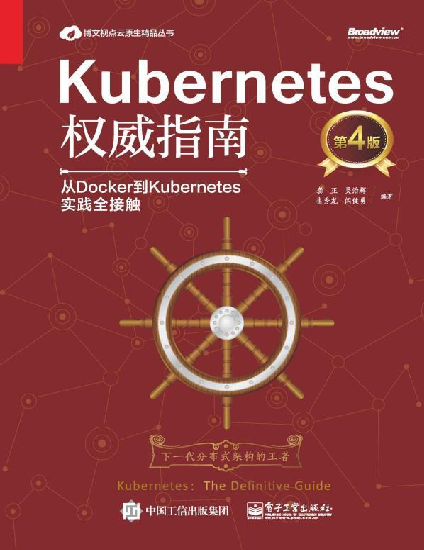 博文视点云原生精品丛书
Broadview®
Kubernetes
权威指南
第4版
从Docker到Kubernetes
实践全接触
龚 正 吴治辉
闫健勇 编著
下一代分布式架构的王者
Kubernetes: The Definitive Guide
中国工信出版集团
电子工业出版社